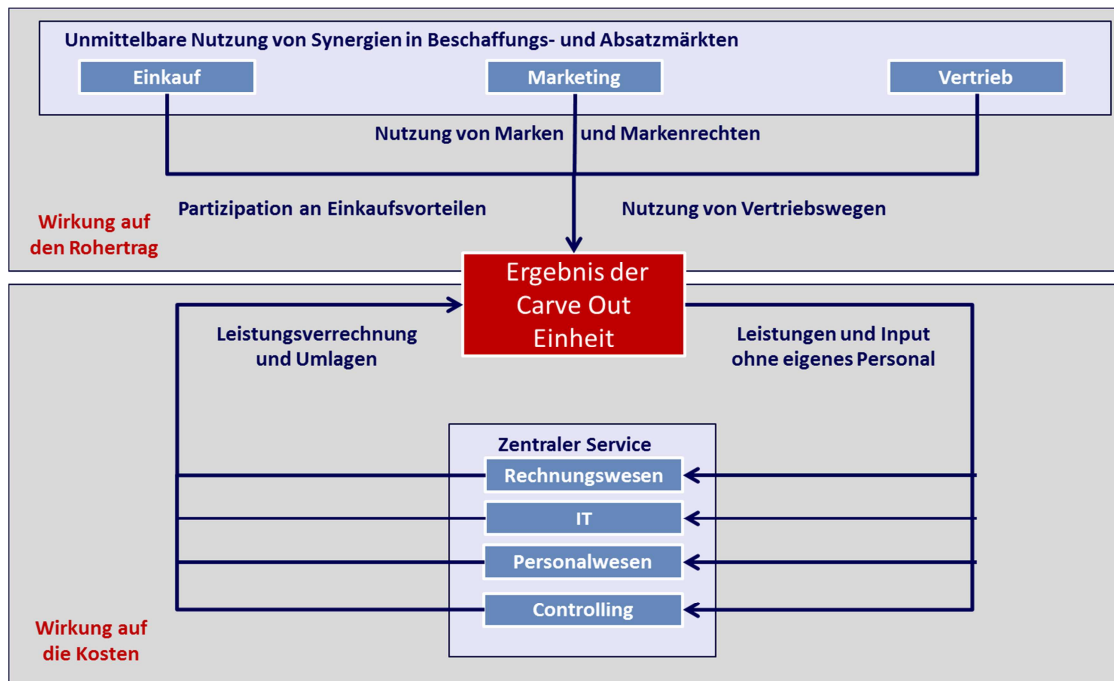 Unmittelbare Nutzung von Synergien in Beschaffungs- und Absatzmärkten
Einkauf
Marketing
Vertrieb
Nutzung von Marken und Markenrechten
Partizipation an Einkaufsvorteilen
Nutzung von Vertriebswegen
Wirkung auf
den Rohertrag
Ergebnis der
Carve Out
Einheit
Leistungsverrechnung
und Umlagen
Leistungen und Input
ohne eigenes Personal
Zentraler Service
Rechnungswesen
IT
Personalwesen
Controlling
Wirkung auf
die Kosten